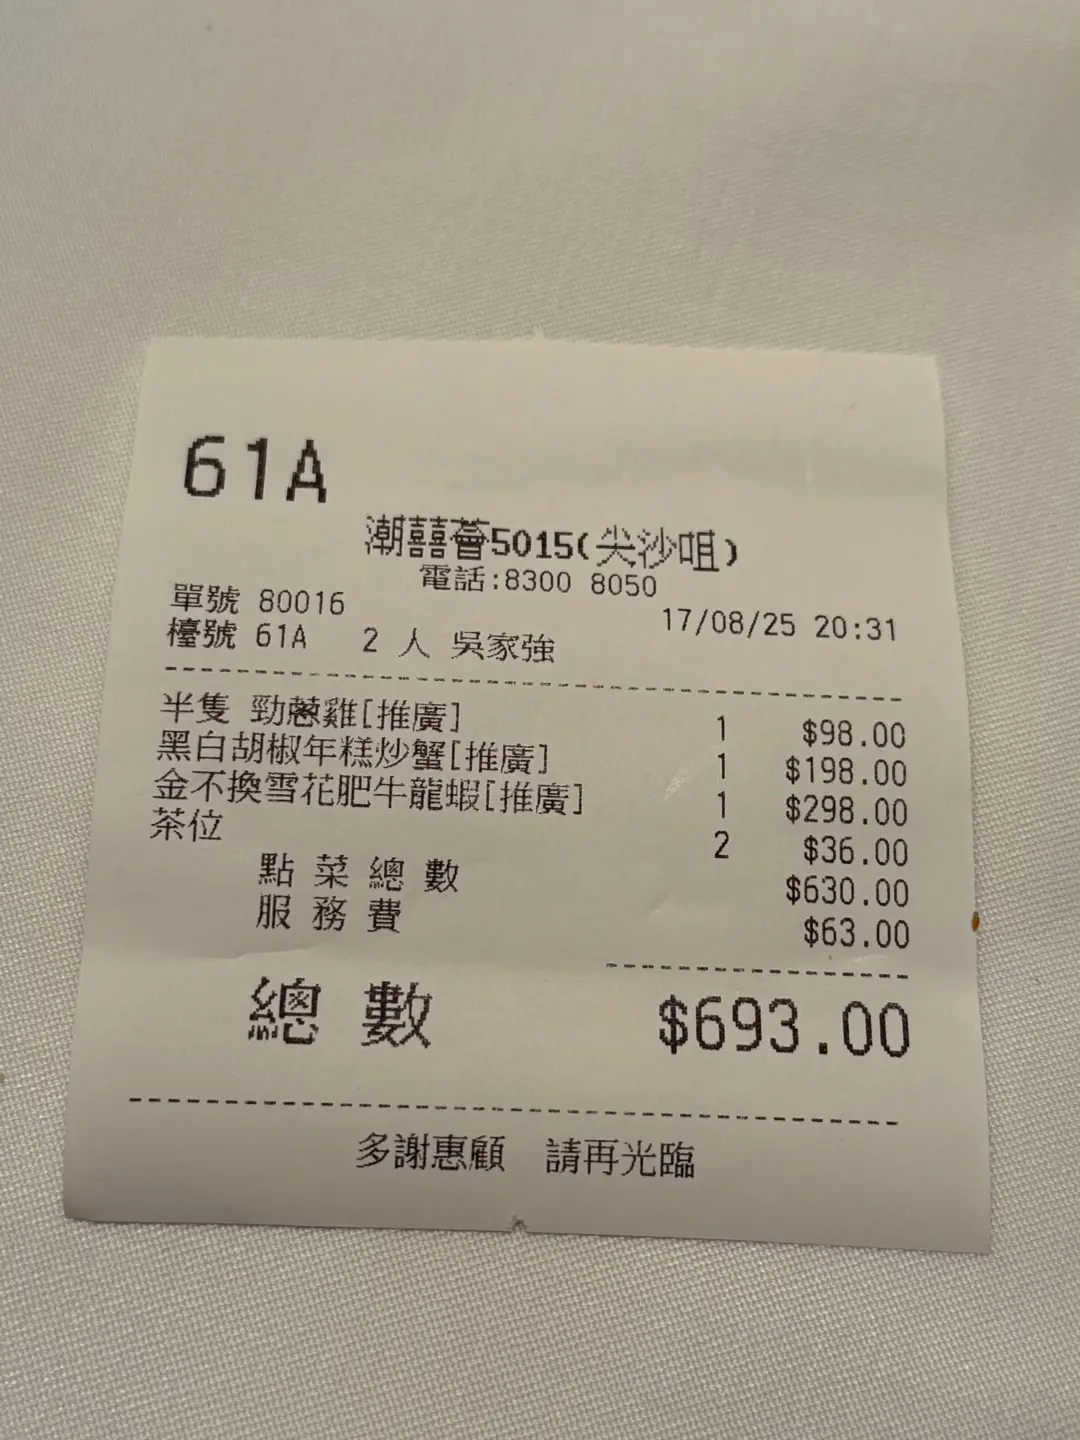 61A
潮囍薈5015(尖沙咀)
電話:8300 8050
單號 80016
17/08/25 20:31
檯號 61A 2 人 吳家強
半隻 勁蔥雞[推廣] 1 $98.00
黑白胡椒年糕炒蟹[推廣] 1 $198.00
金不換雪花肥牛龍蝦[推廣] 1 $298.00
茶位 2 $36.00
點菜總數 $630.00
服務費 $63.00
總數 $693.00
多謝惠顧 請再光臨